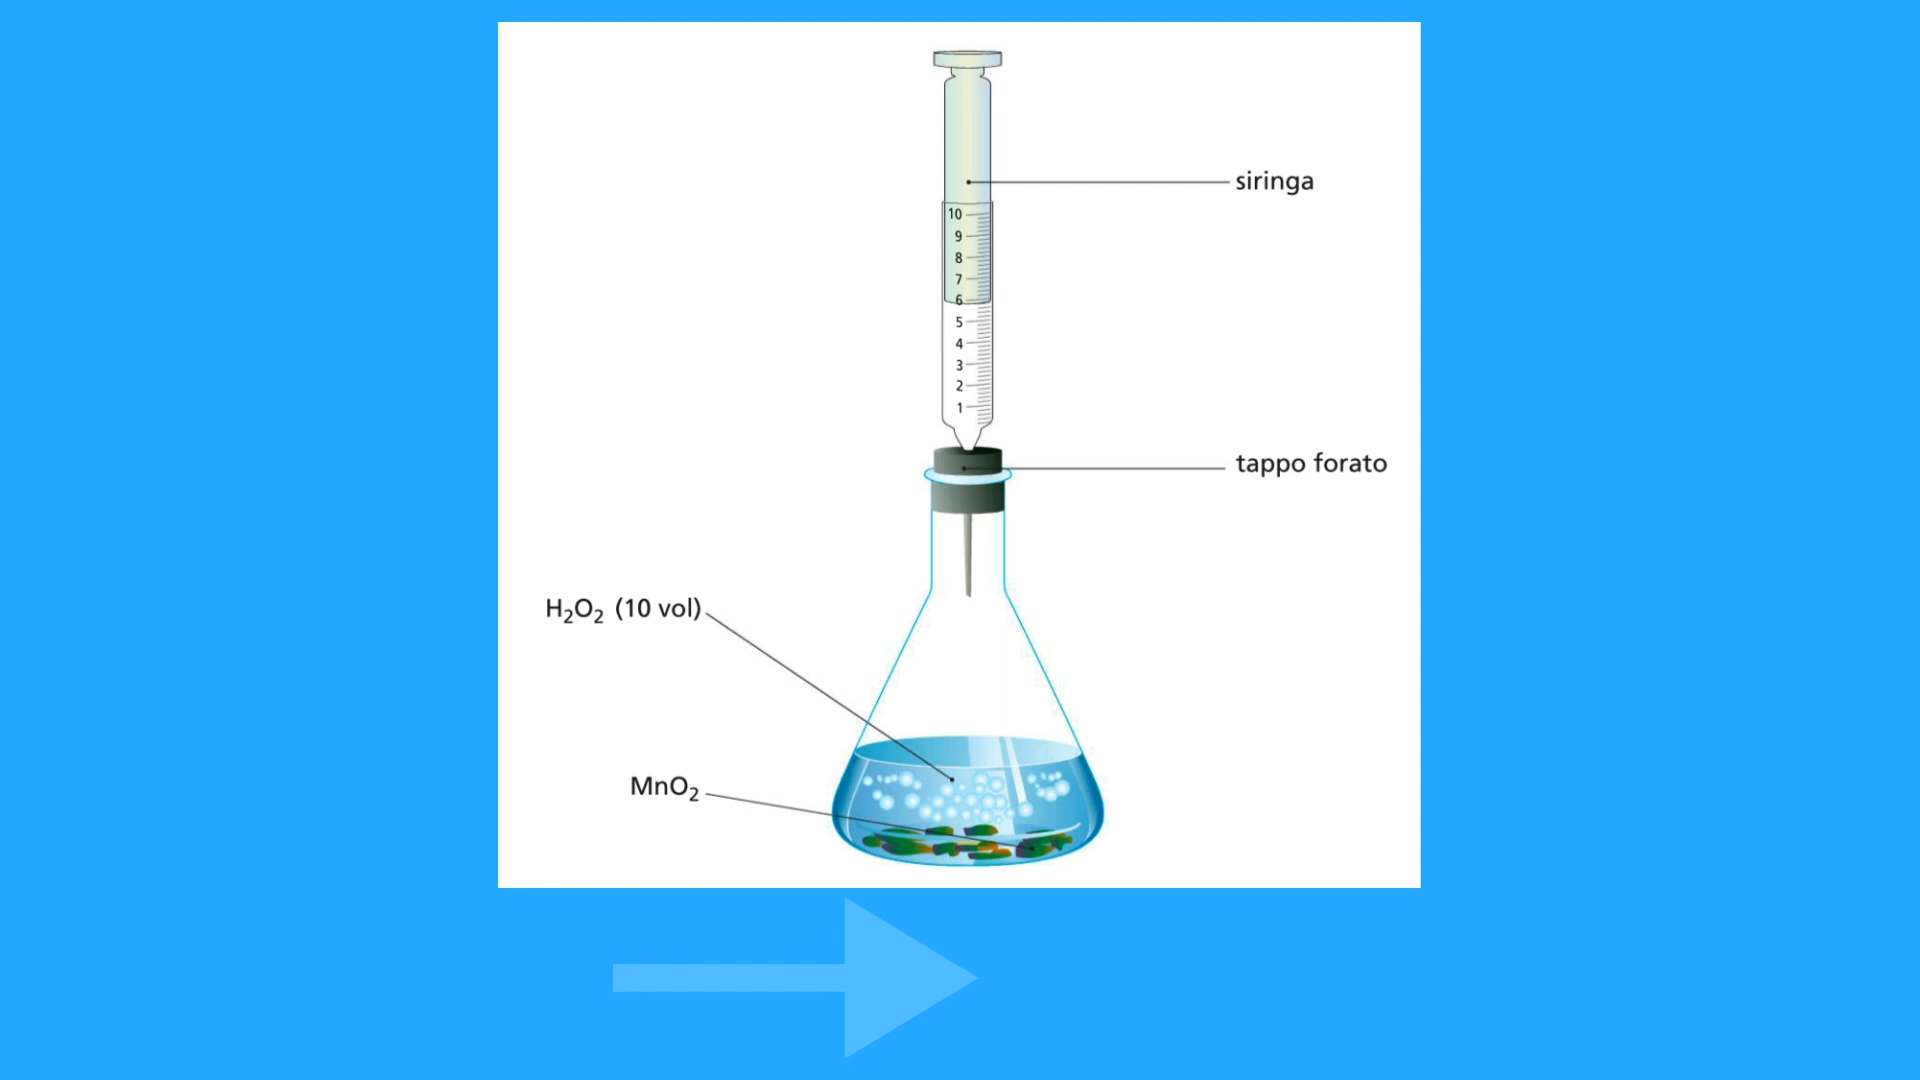 siringa
10
9
8
7
6
5
4
3
2
1
tappo forato
H₂O₂ (10 vol)
MnO₂